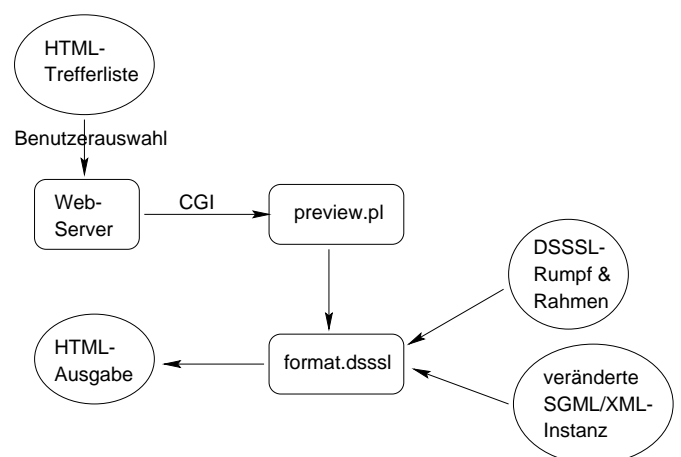 HTML-
Trefferliste
Benutzerauswahl
Web-
Server
CGI
preview.pl
DSSSL-
Rumpf &
Rahmen
HTML-
Ausgabe
format.dsssl
veränderte
SGML/XML-
Instanz